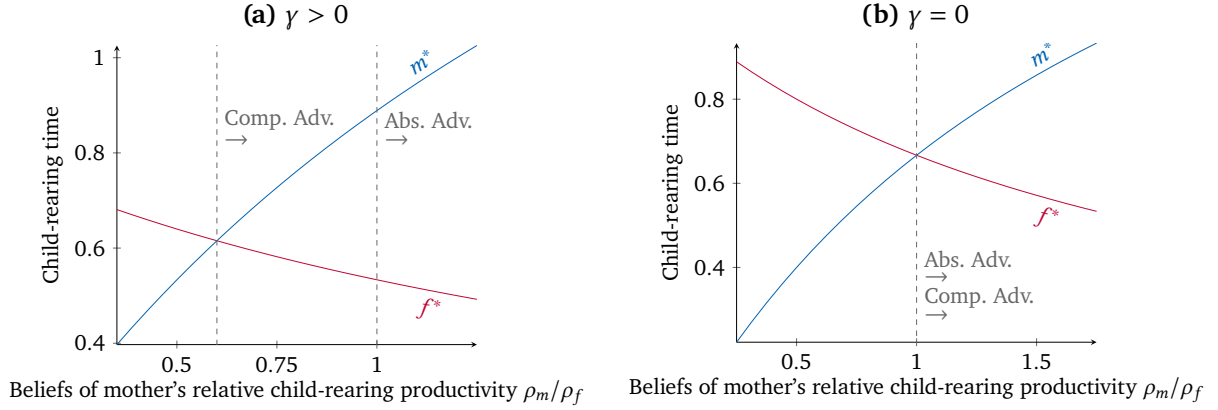 (a) γ > 0
Child-rearing time
1
0.8
0.6
0.4
m*
Comp. Adv.
→
Abs. Adv.
→
f*
0.5
0.75
1
Beliefs of mother's relative child-rearing productivity ρm/ρf
(b) γ = 0
Child-rearing time
0.8
0.6
0.4
m*
f*
Abs. Adv.
→
Comp. Adv.
→
0.5
1
1.5
Beliefs of mother's relative child-rearing productivity ρm/ρf